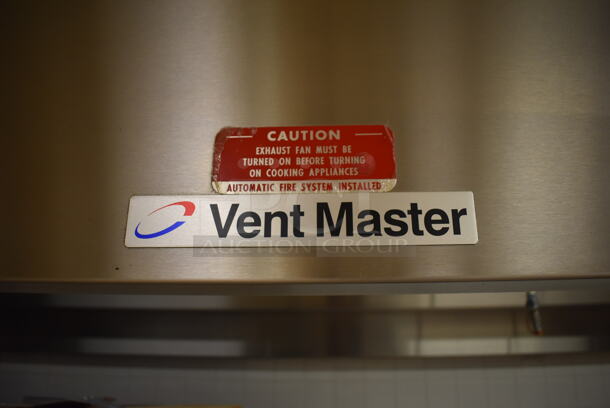 CAUTION
EXHAUST FAN MUST BE
TURNED ON BEFORE TURNING
ON COOKING APPLIANCES
AUTOMATIC FIRE SYSTEM INSTALLED
Vent Master
AUCTION GROUP